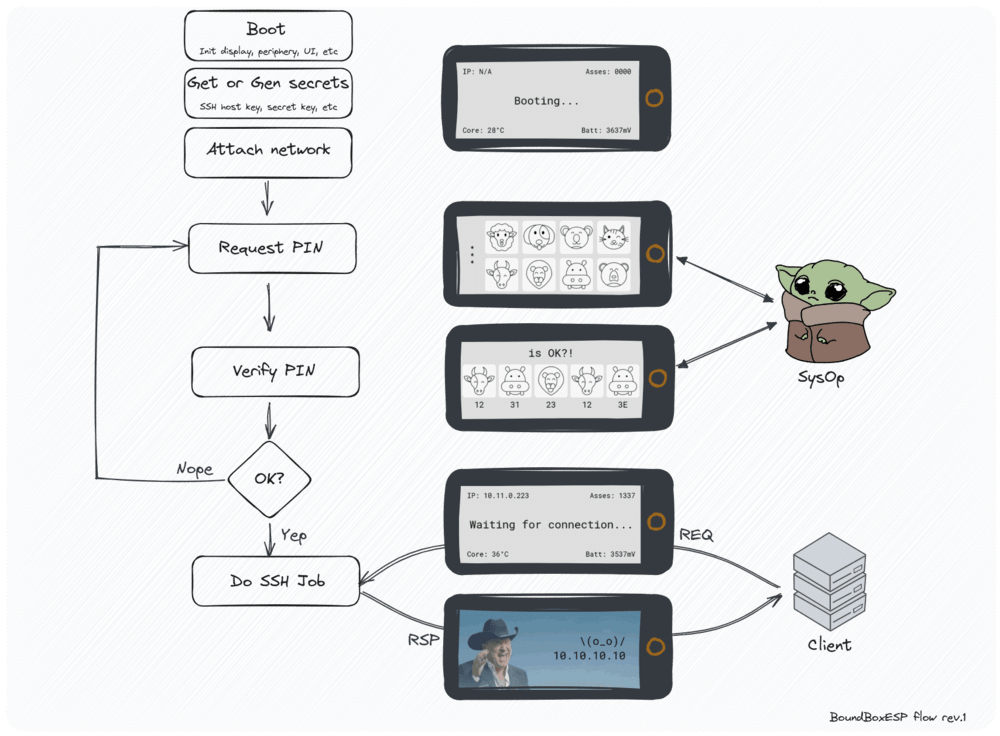 Boot
Init display, periphery, UI, etc
Get or Gen secrets
SSH host key, secret key, etc
Attach network
Request PIN
Verify PIN
OK?
Nope
Yep
Do SSH Job
IP: N/A Asses: 0000
Booting...
Core: 28°C Batt: 3637mV
is OK?!
12 31 23 12 3E
SysOp
IP: 10.11.0.223 Asses: 1337
Waiting for connection...
Core: 36°C Batt: 3537mV
REQ
RSP
\(o_o)/
10.10.10.10
Client
BoundBoxESP flow rev.1